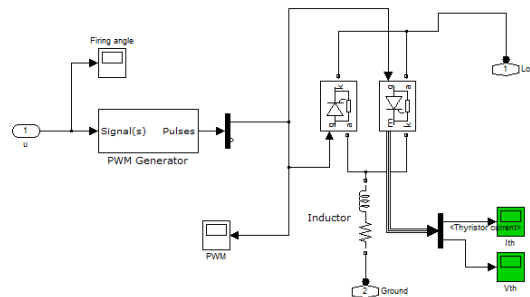 Firing angle
1
u
Signal(s) Pulses
PWM Generator
PWM
k
g
a
g
a
m
k
1
Lo
Inductor
<Thyristor current>
Ith
Vth
2
Ground